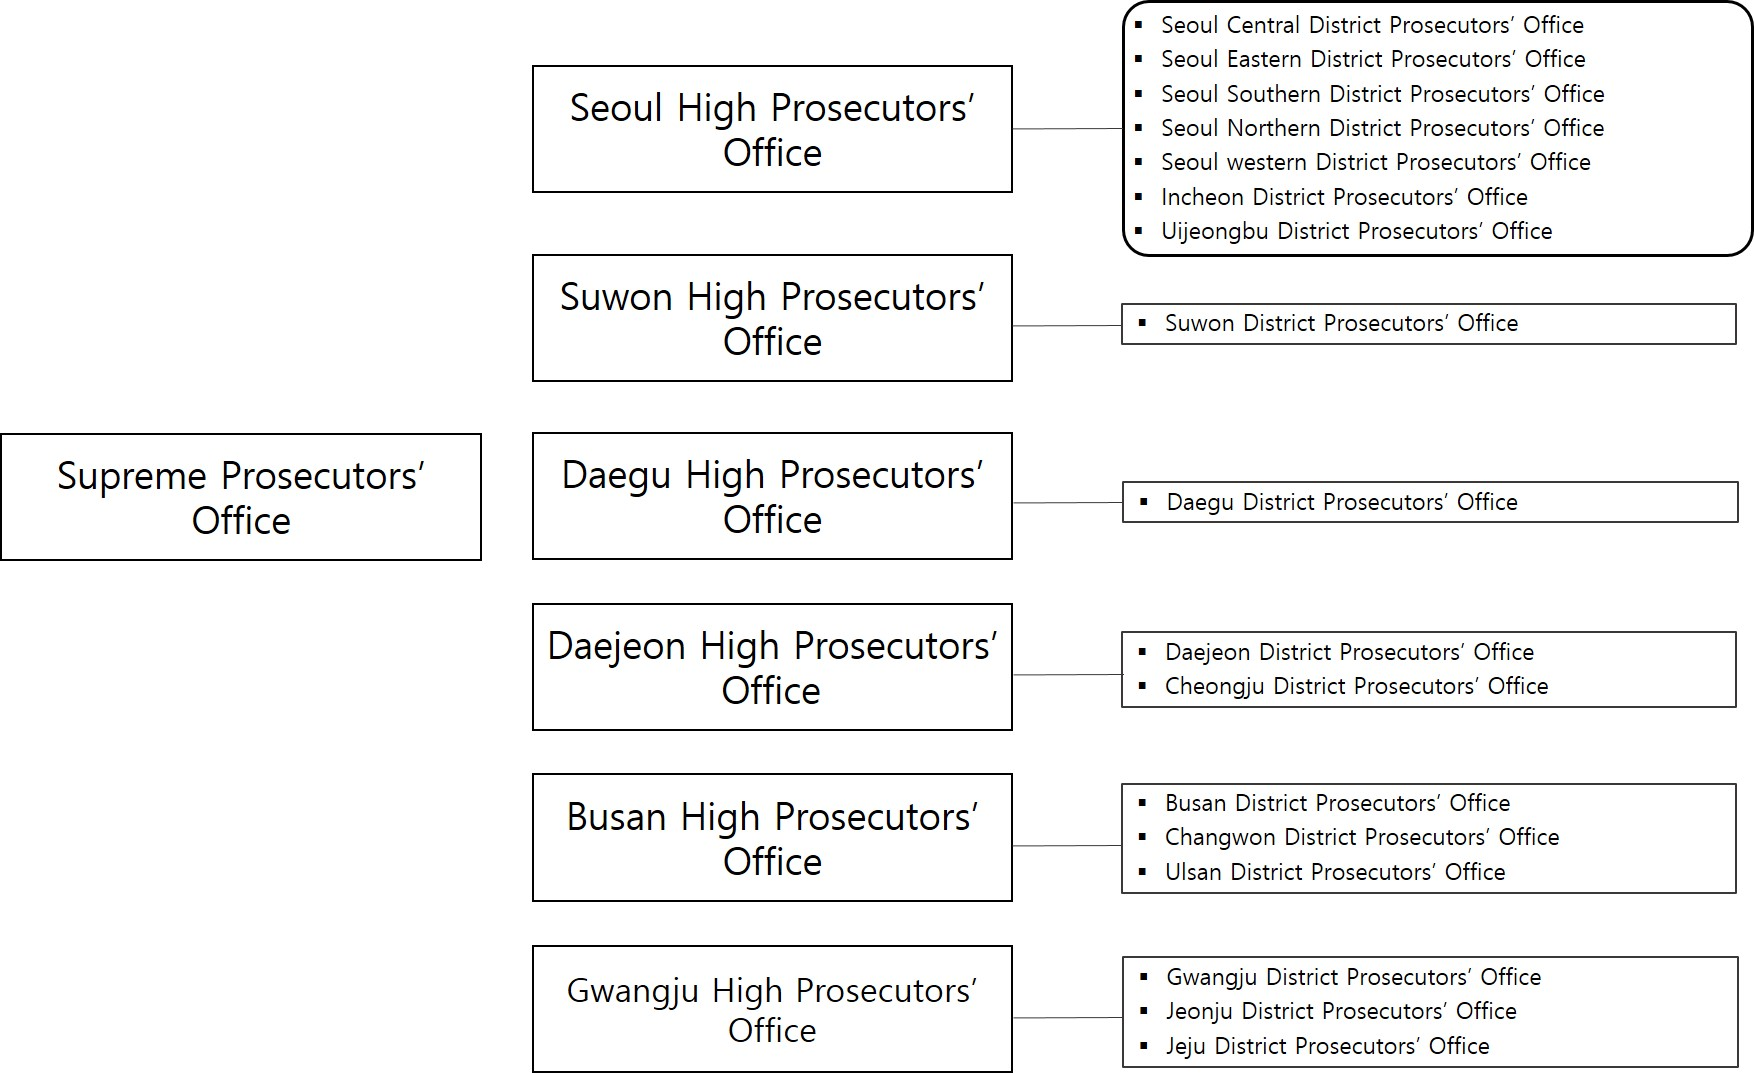 Supreme Prosecutors’
Office
Seoul High Prosecutors’
Office
▪ Seoul Central District Prosecutors’ Office
▪ Seoul Eastern District Prosecutors’ Office
▪ Seoul Southern District Prosecutors’ Office
▪ Seoul Northern District Prosecutors’ Office
▪ Seoul western District Prosecutors’ Office
▪ Incheon District Prosecutors’ Office
▪ Uijeongbu District Prosecutors’ Office
Suwon High Prosecutors’
Office
▪ Suwon District Prosecutors’ Office
Daegu High Prosecutors’
Office
▪ Daegu District Prosecutors’ Office
Daejeon High Prosecutors’
Office
▪ Daejeon District Prosecutors’ Office
▪ Cheongju District Prosecutors’ Office
Busan High Prosecutors’
Office
▪ Busan District Prosecutors’ Office
▪ Changwon District Prosecutors’ Office
▪ Ulsan District Prosecutors’ Office
Gwangju High Prosecutors’
Office
▪ Gwangju District Prosecutors’ Office
▪ Jeonju District Prosecutors’ Office
▪ Jeju District Prosecutors’ Office